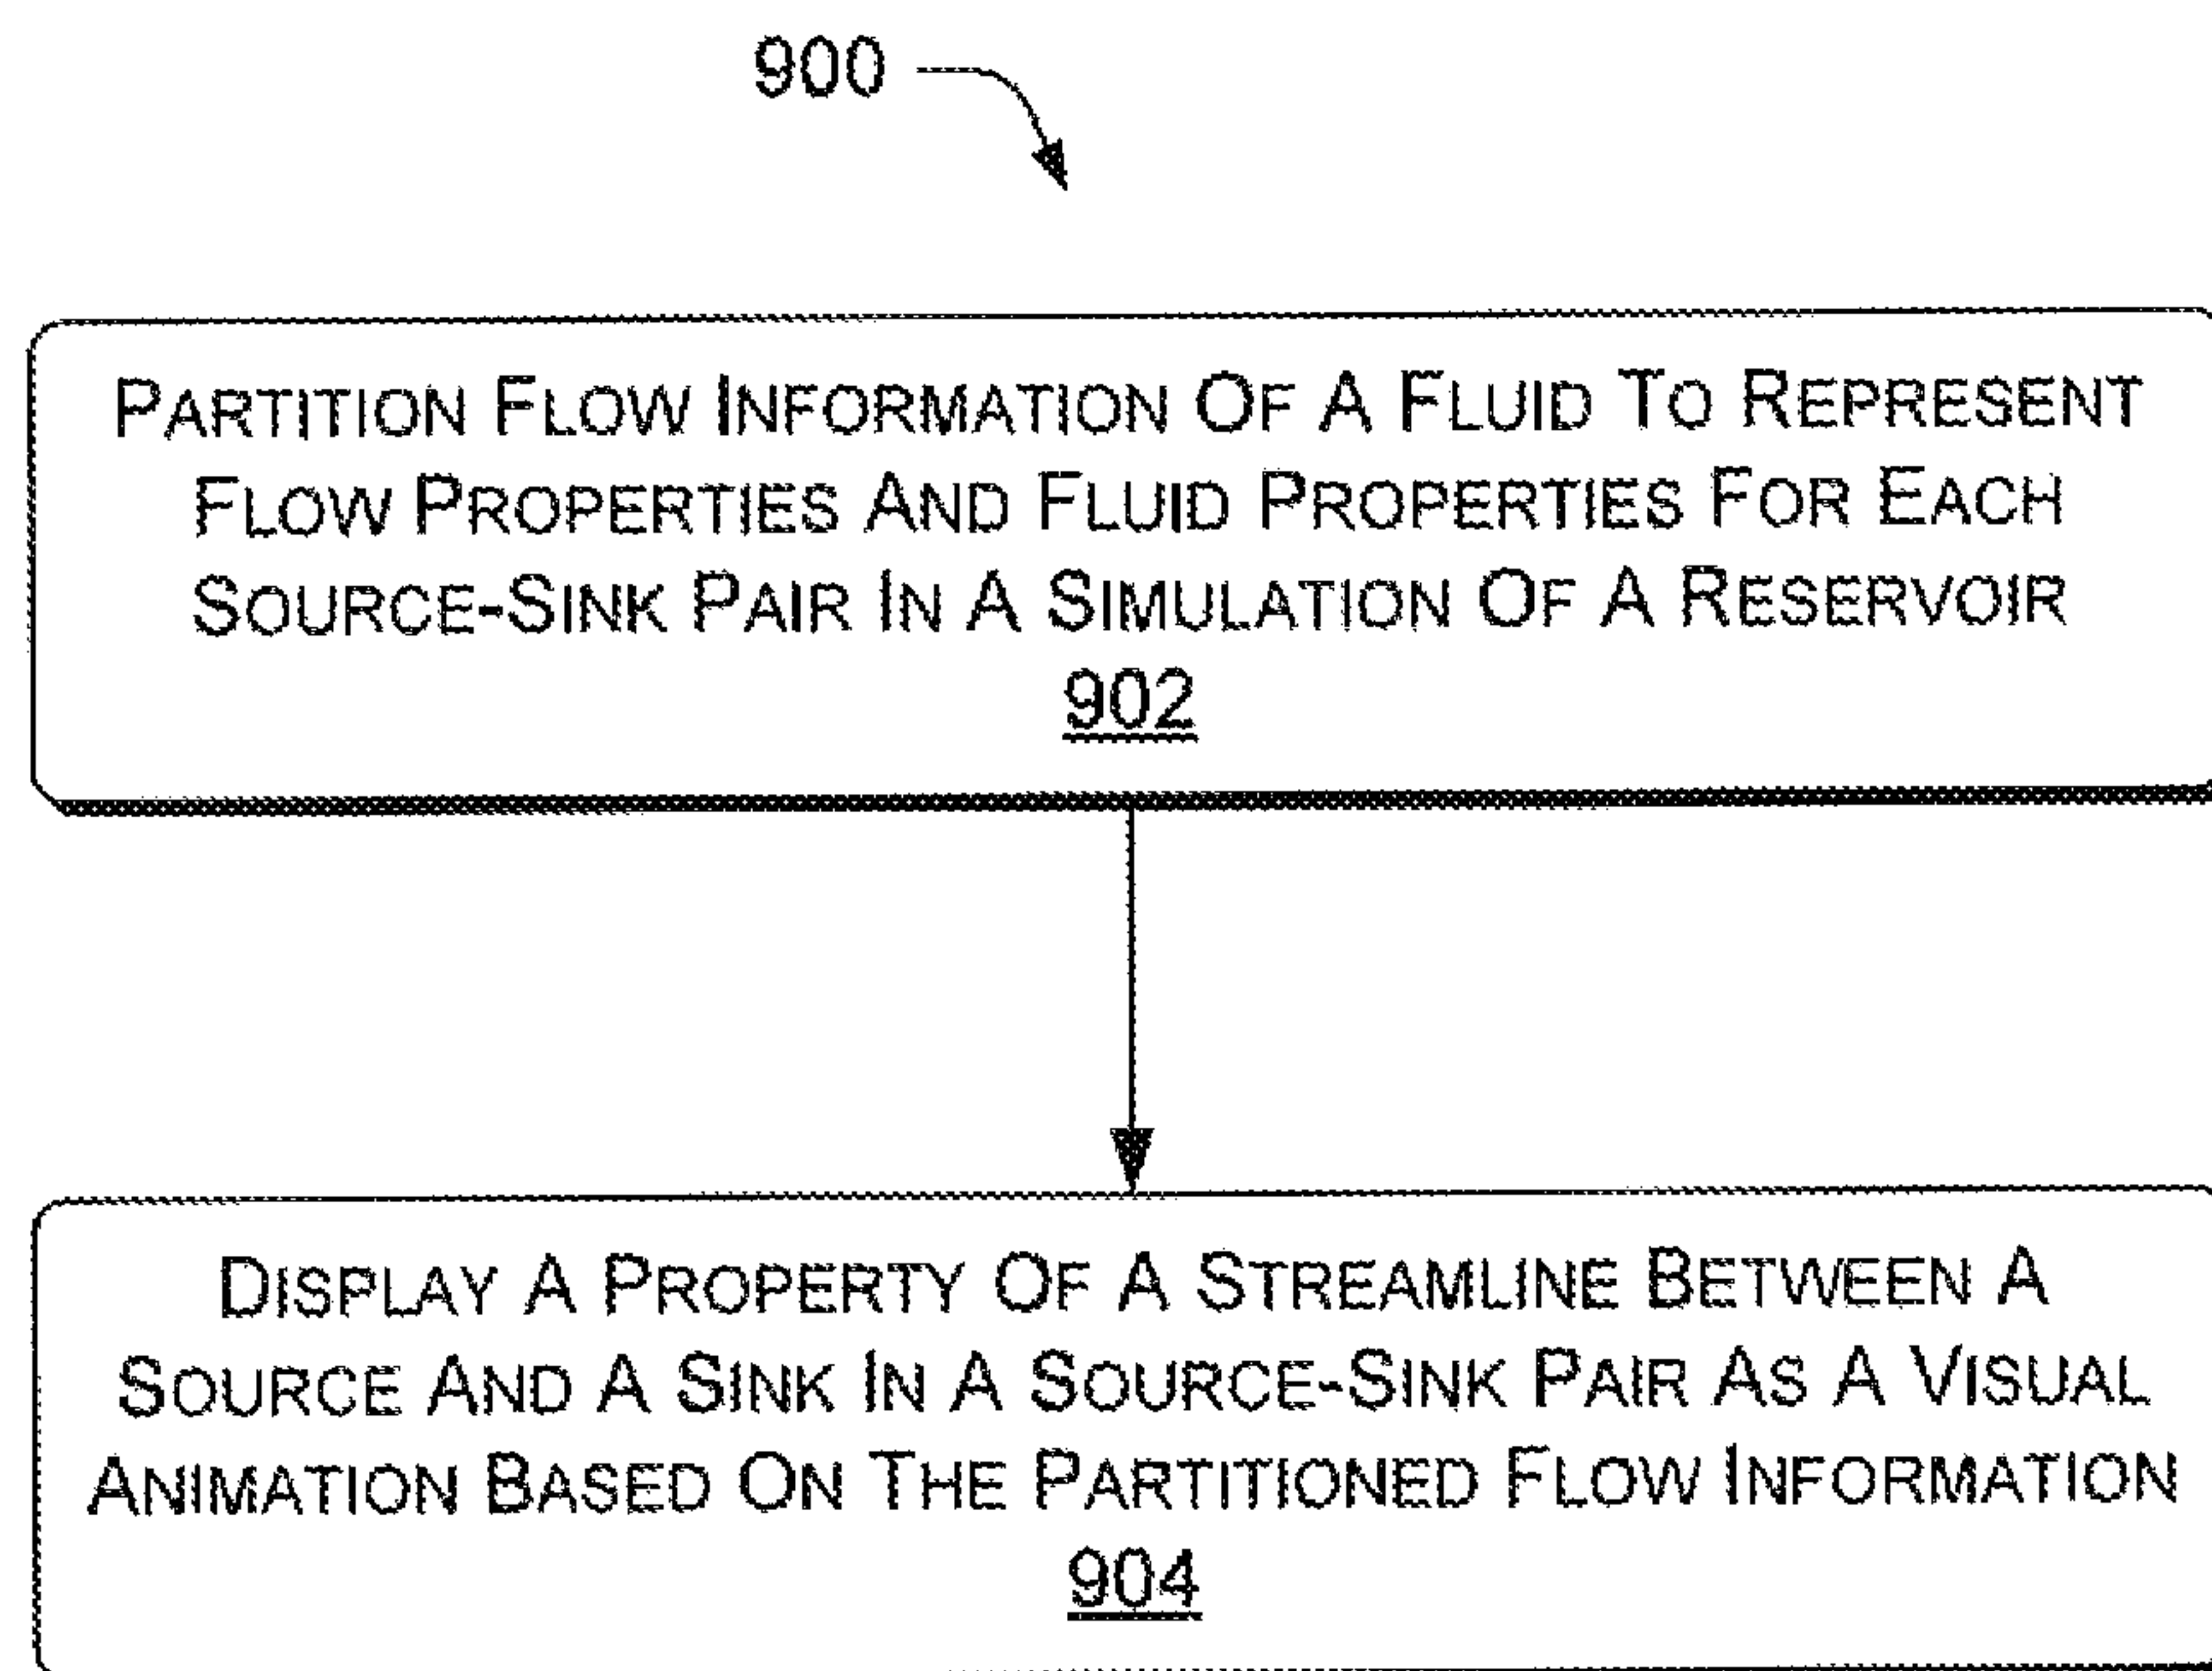 900
PARTITION FLOW INFORMATION OF A FLUID TO REPRESENT
FLOW PROPERTIES AND FLUID PROPERTIES FOR EACH
SOURCE-SINK PAIR IN A SIMULATION OF A RESERVOIR
902
DISPLAY A PROPERTY OF A STREAMLINE BETWEEN A
SOURCE AND A SINK IN A SOURCE-SINK PAIR AS A VISUAL
ANIMATION BASED ON THE PARTITIONED FLOW INFORMATION
904